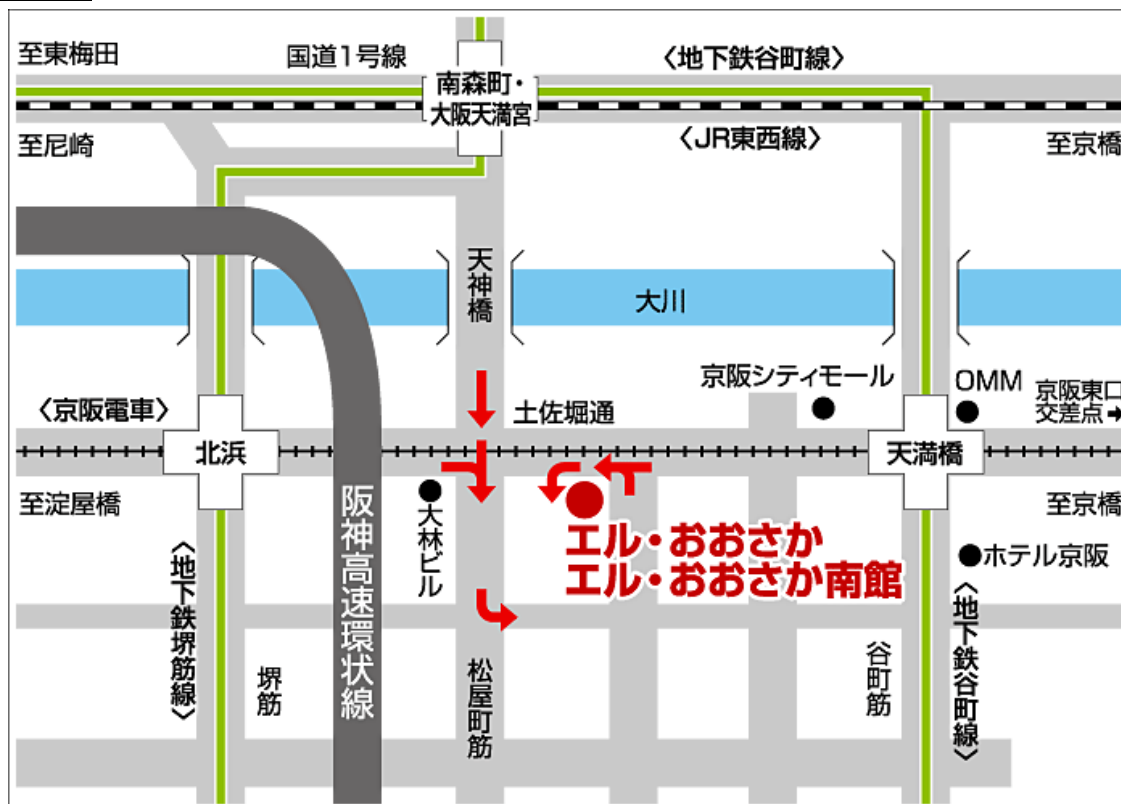 至東梅田
国道1号線
〈地下鉄谷町線〉
南森町・
大阪天満宮
至尼崎
〈JR東西線〉
至京橋
天神橋
大川
京阪シティモール
OMM
京阪東口
交差点➡
〈京阪電車〉
土佐堀通
北浜
天満橋
至淀屋橋
大林ビル
阪神高速環状線
エル・おおさか
エル・おおさか南館
至京橋
ホテル京阪
〈地下鉄堺筋線〉
堺筋
松屋町筋
谷町筋
〈地下鉄谷町線〉